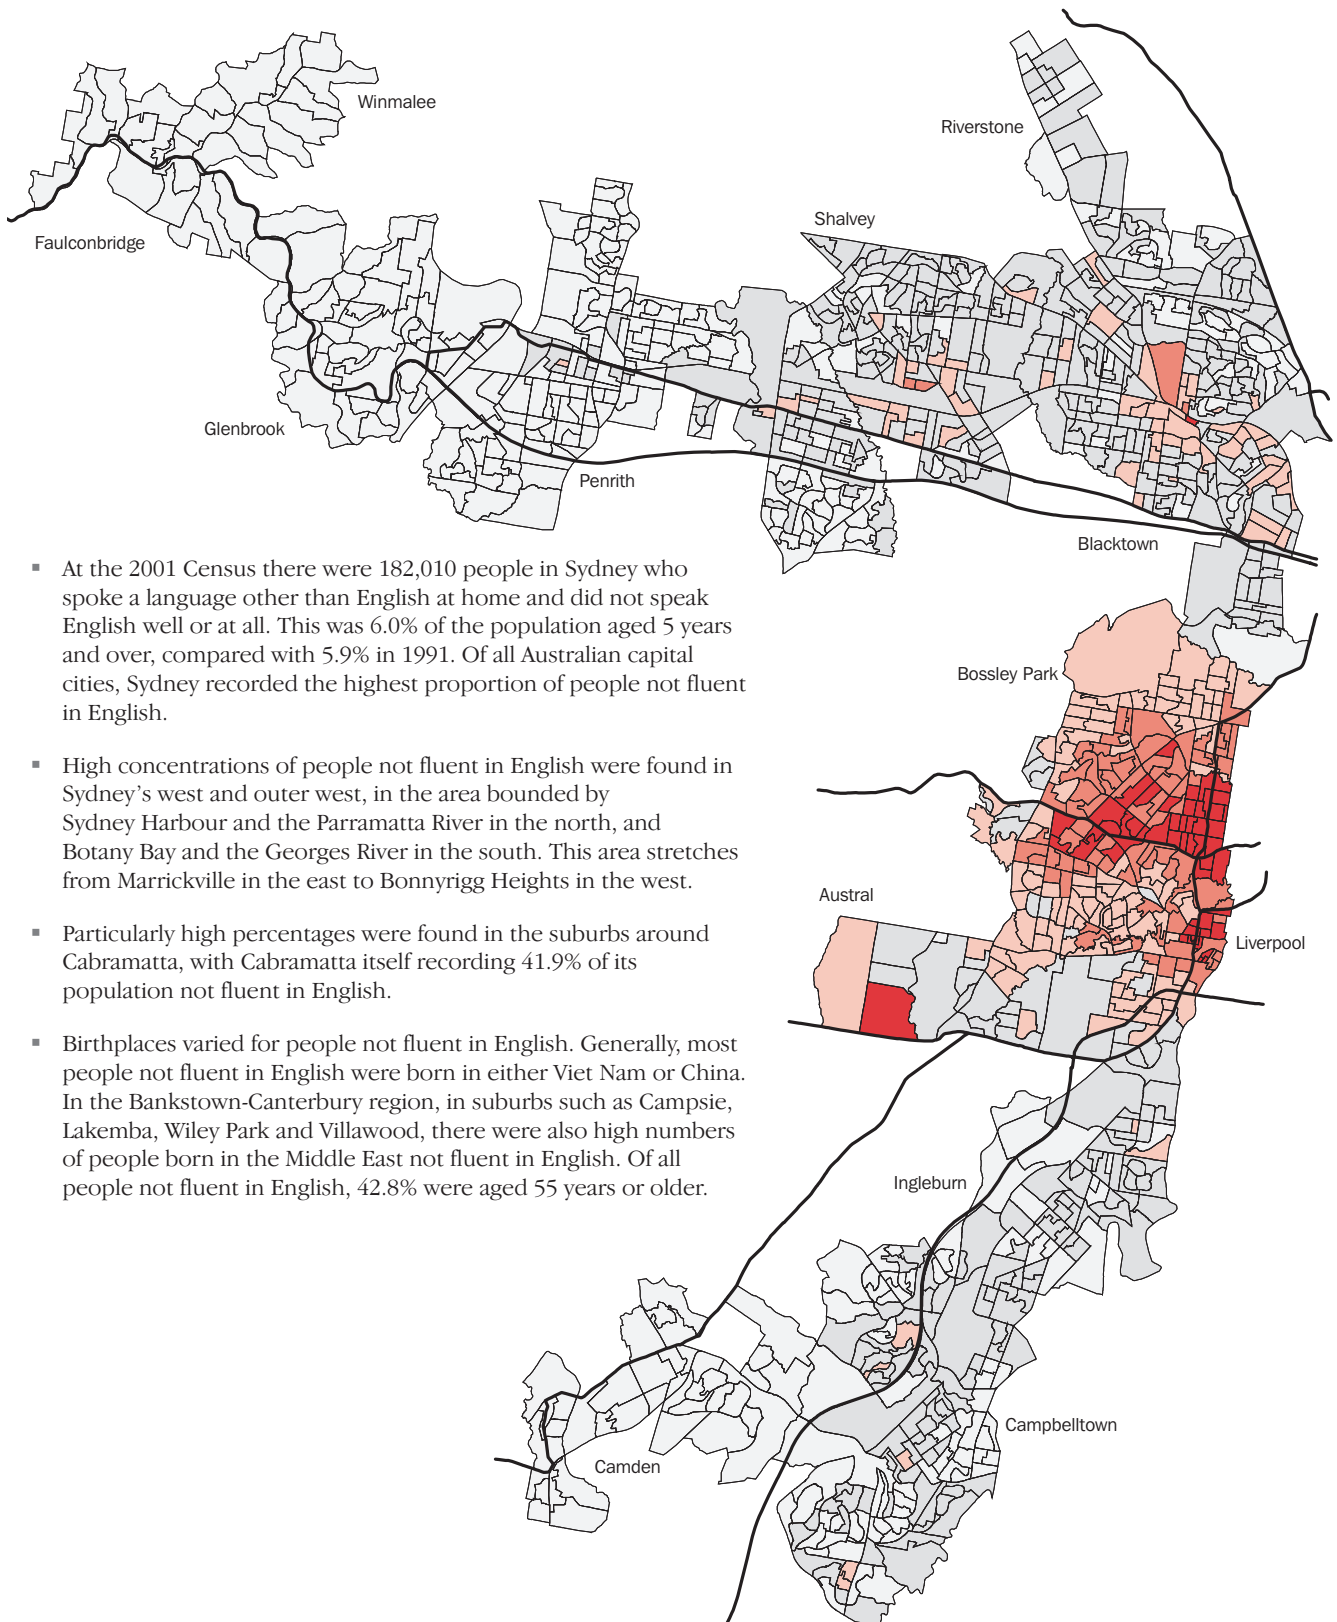 Winmalee
Riverstone
Shalvey
Faulconbridge
Glenbrook
Penrith
Blacktown
▪ At the 2001 Census there were 182,010 people in Sydney who
spoke a language other than English at home and did not speak
English well or at all. This was 6.0% of the population aged 5 years
and over, compared with 5.9% in 1991. Of all Australian capital
cities, Sydney recorded the highest proportion of people not fluent
in English.
▪ High concentrations of people not fluent in English were found in
Sydney’s west and outer west, in the area bounded by
Sydney Harbour and the Parramatta River in the north, and
Botany Bay and the Georges River in the south. This area stretches
from Marrickville in the east to Bonnyrigg Heights in the west.
▪ Particularly high percentages were found in the suburbs around
Cabramatta, with Cabramatta itself recording 41.9% of its
population not fluent in English.
▪ Birthplaces varied for people not fluent in English. Generally, most
people not fluent in English were born in either Viet Nam or China.
In the Bankstown-Canterbury region, in suburbs such as Campsie,
Lakemba, Wiley Park and Villawood, there were also high numbers
of people born in the Middle East not fluent in English. Of all
people not fluent in English, 42.8% were aged 55 years or older.
Bossley Park
Austral
Liverpool
Ingleburn
Campbelltown
Camden